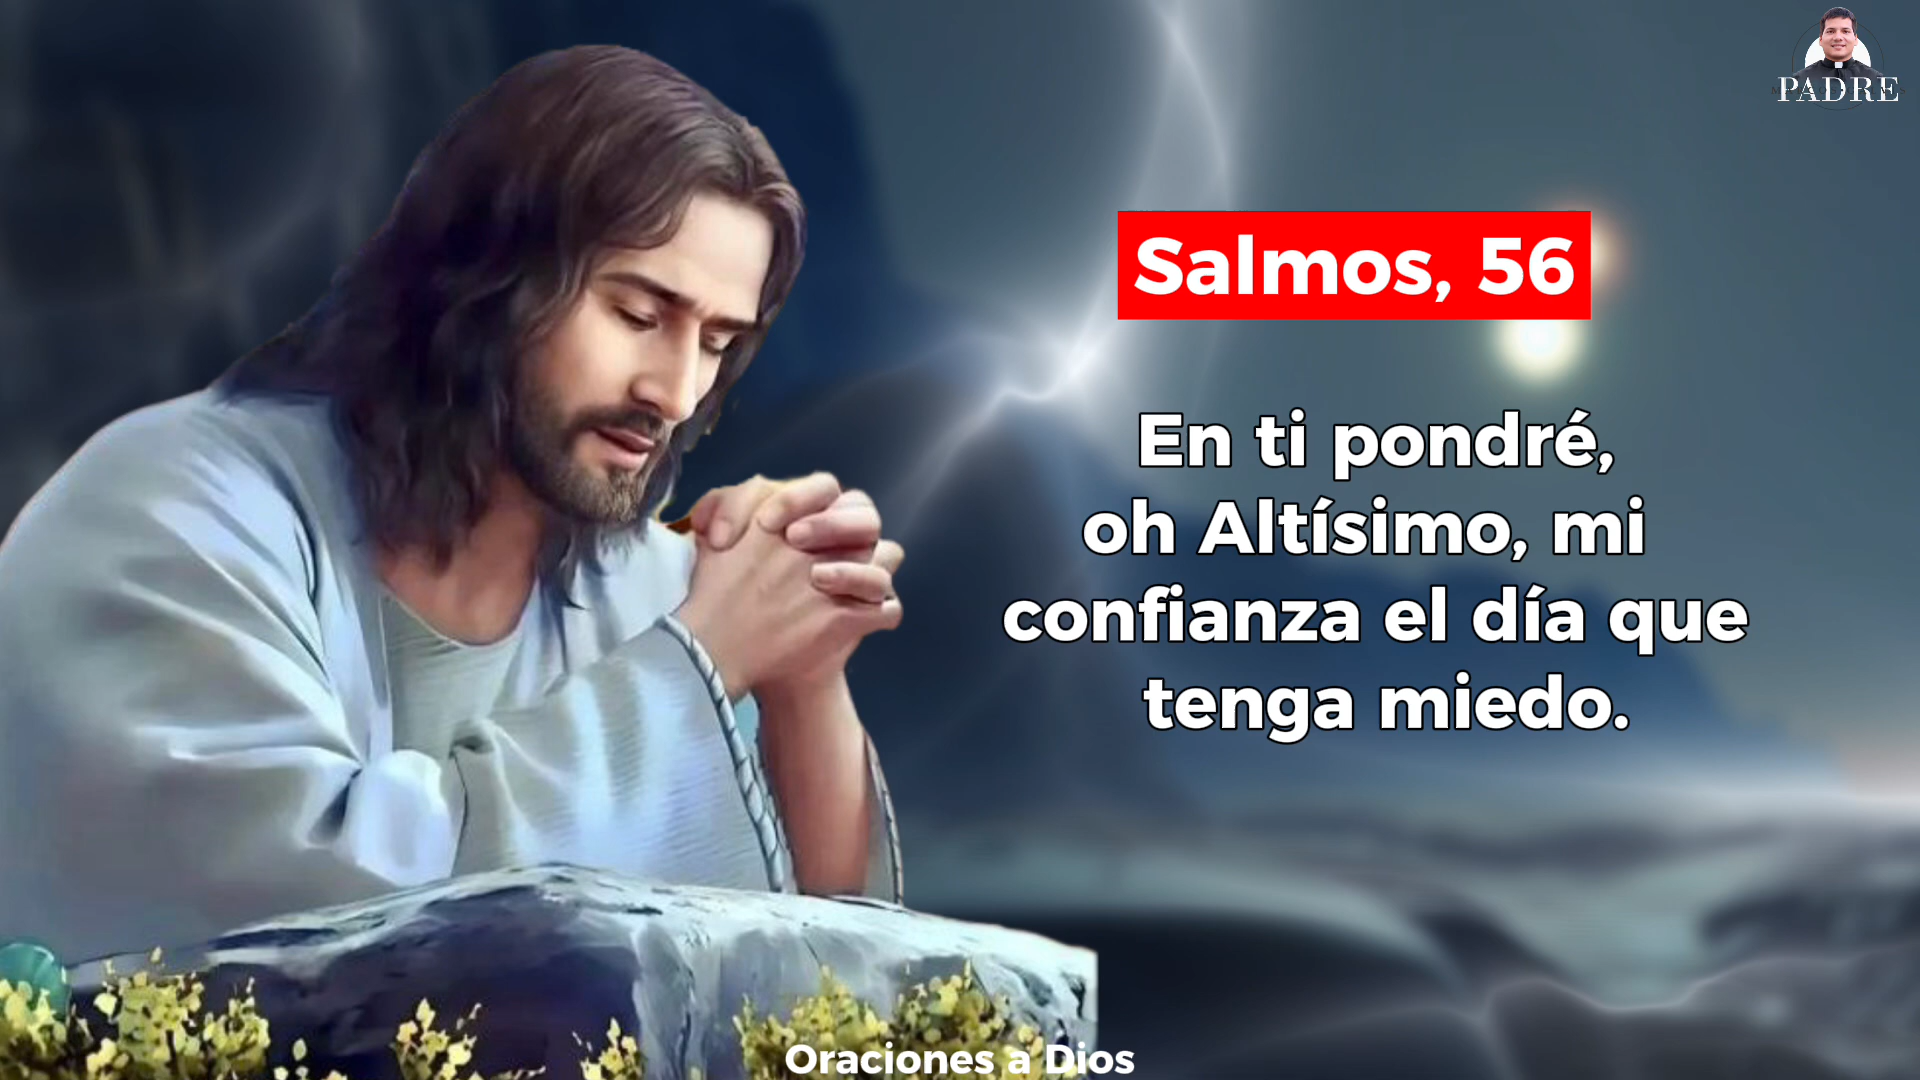 PADRE
Salmos, 56
En ti pondré,
oh Altísimo, mi
confianza el día que
tenga miedo.
Oraciones a Dios